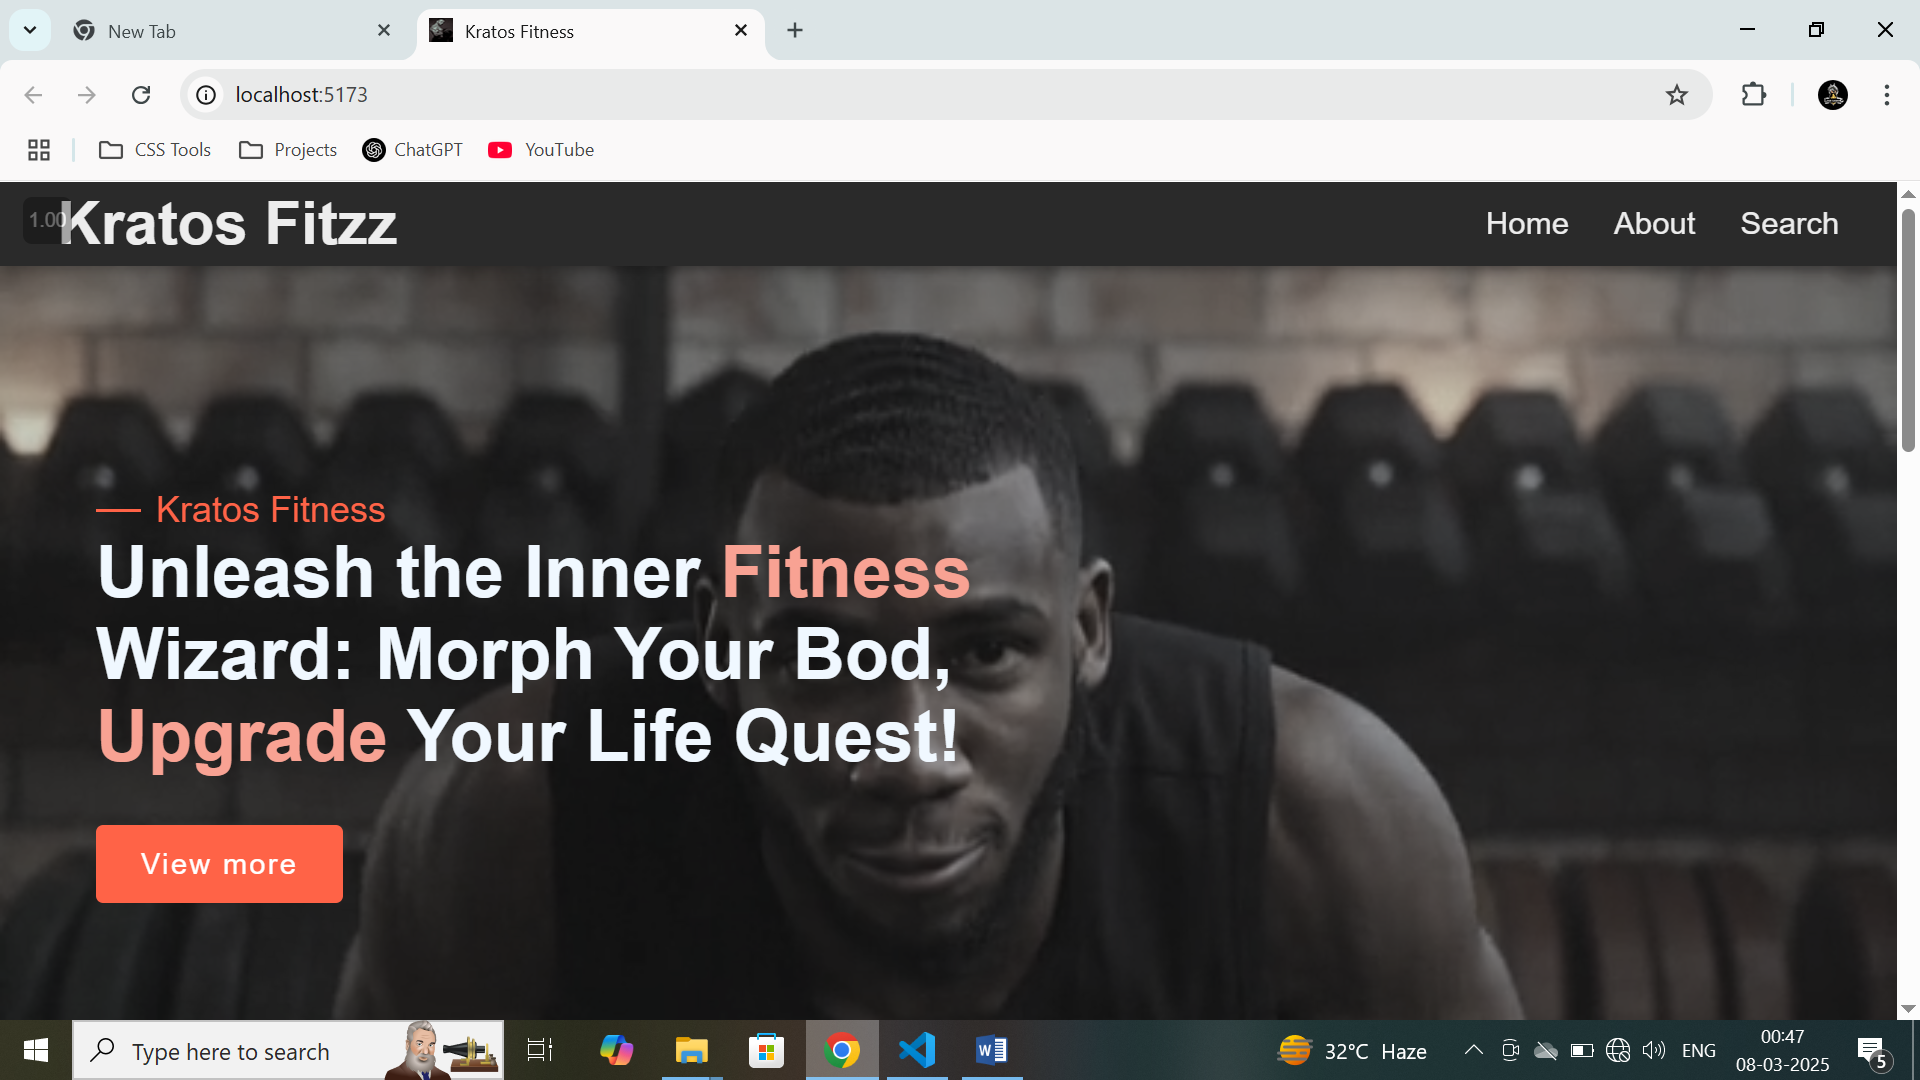 New Tab
Kratos Fitness
localhost:5173
CSS Tools
Projects
ChatGPT
YouTube
1.00
Kratos Fitzz
Home
About
Search
Kratos Fitness
Unleash the Inner Fitness
Wizard: Morph Your Bod,
Upgrade Your Life Quest!
View more
Type here to search
32°C Haze
ENG
00:47
08-03-2025
5